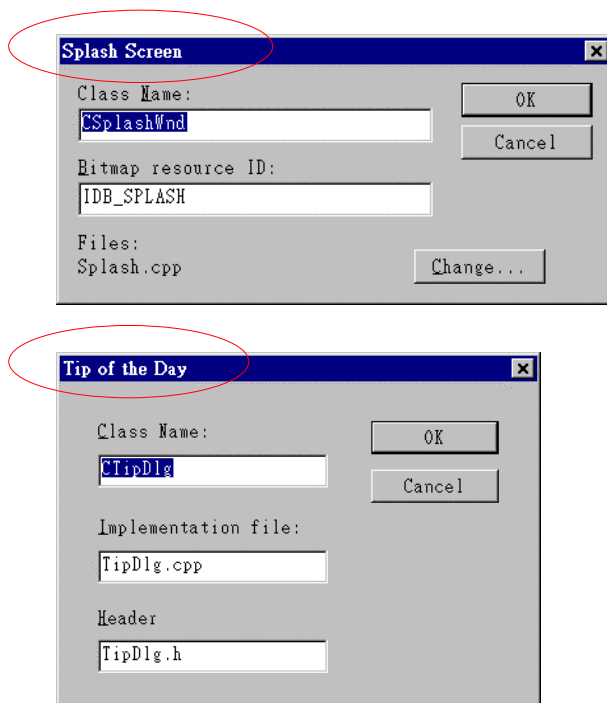 Splash Screen
Class Name:
OK
CSplashWnd
Cancel
Bitmap resource ID:
IDB_SPLASH
Files:
Splash.cpp
Change...
Tip of the Day
Class Name:
OK
CTipDlg
Cancel
Implementation file:
TipDlg.cpp
Header
TipDlg.h